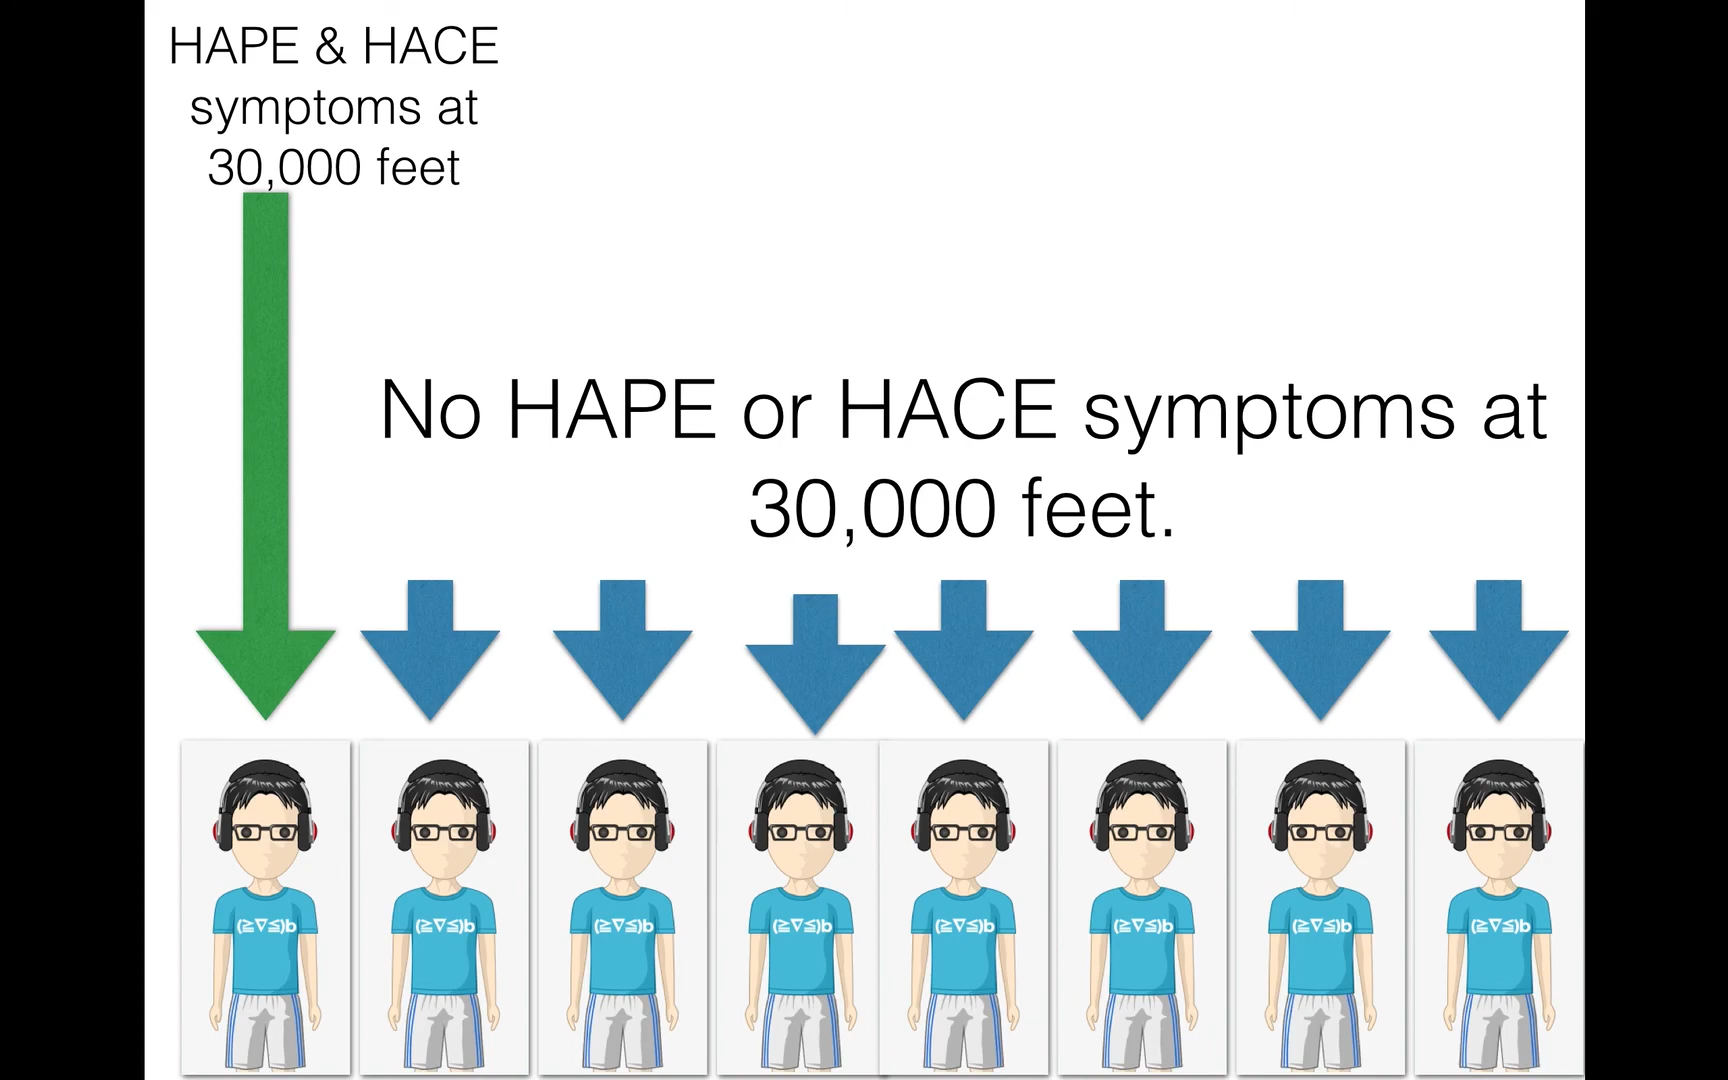 HAPE & HACE
symptoms at
30,000 feet
No HAPE or HACE symptoms at
30,000 feet.
(≧∇≦)b
(≧∇≦)b
(≧∇≦)b
(≧∇≦)b
(≧∇≦)b
(≧∇≦)b
(≧∇≦)b
(≧∇≦)b